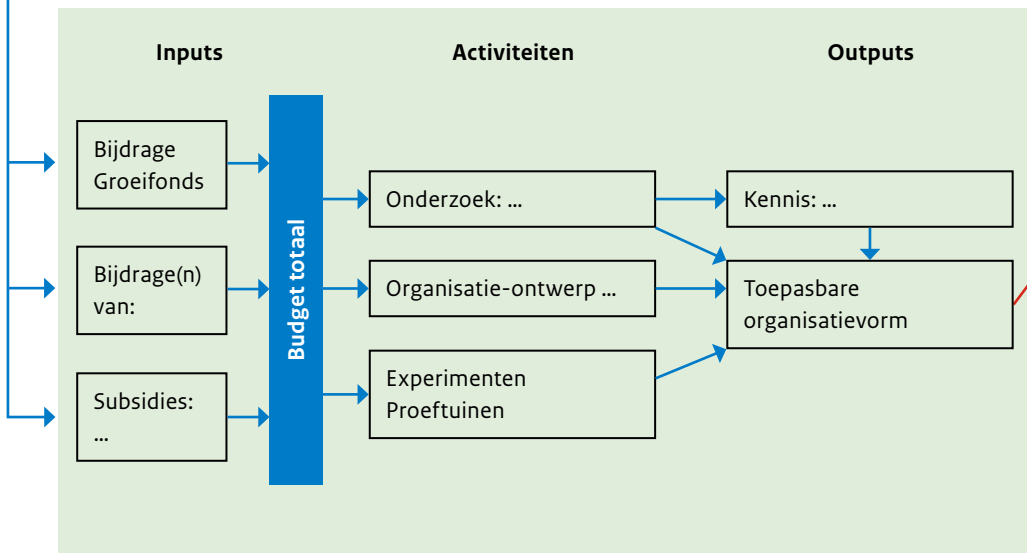 Inputs
Activiteiten
Outputs
Bijdrage
Groeifonds
Bijdrage(n)
van:
Subsidies:
...
Budget totaal
Onderzoek: ...
Organisatie-ontwerp ...
Experimenten
Proeftuinen
Kennis: ...
Toepasbare
organisatievorm